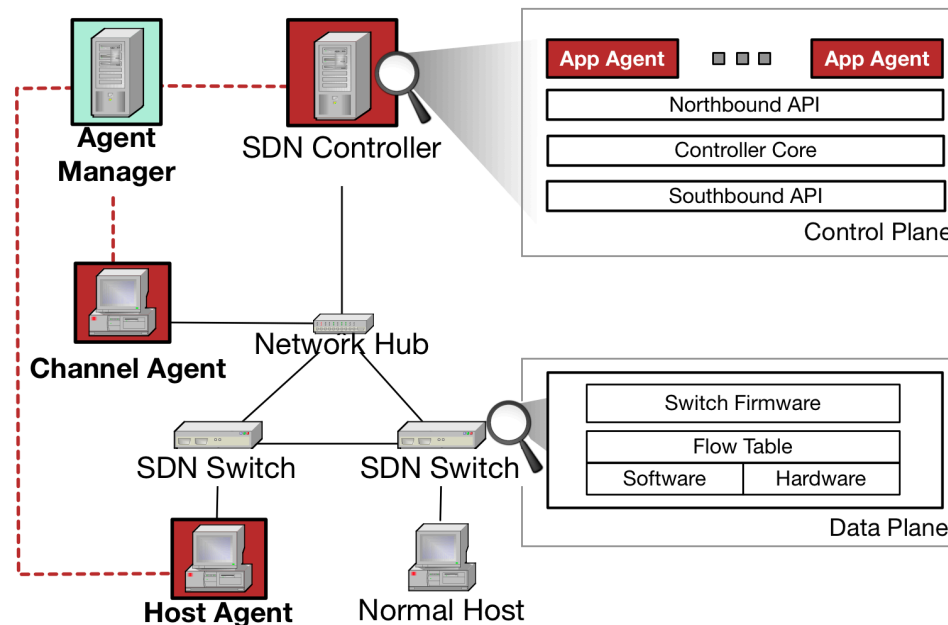 App Agent
App Agent
Northbound API
Controller Core
Southbound API
Control Plane
Agent
Manager
SDN Controller
Channel Agent
Network Hub
SDN Switch
SDN Switch
Switch Firmware
Flow Table
Software
Hardware
Data Plane
Host Agent
Normal Host